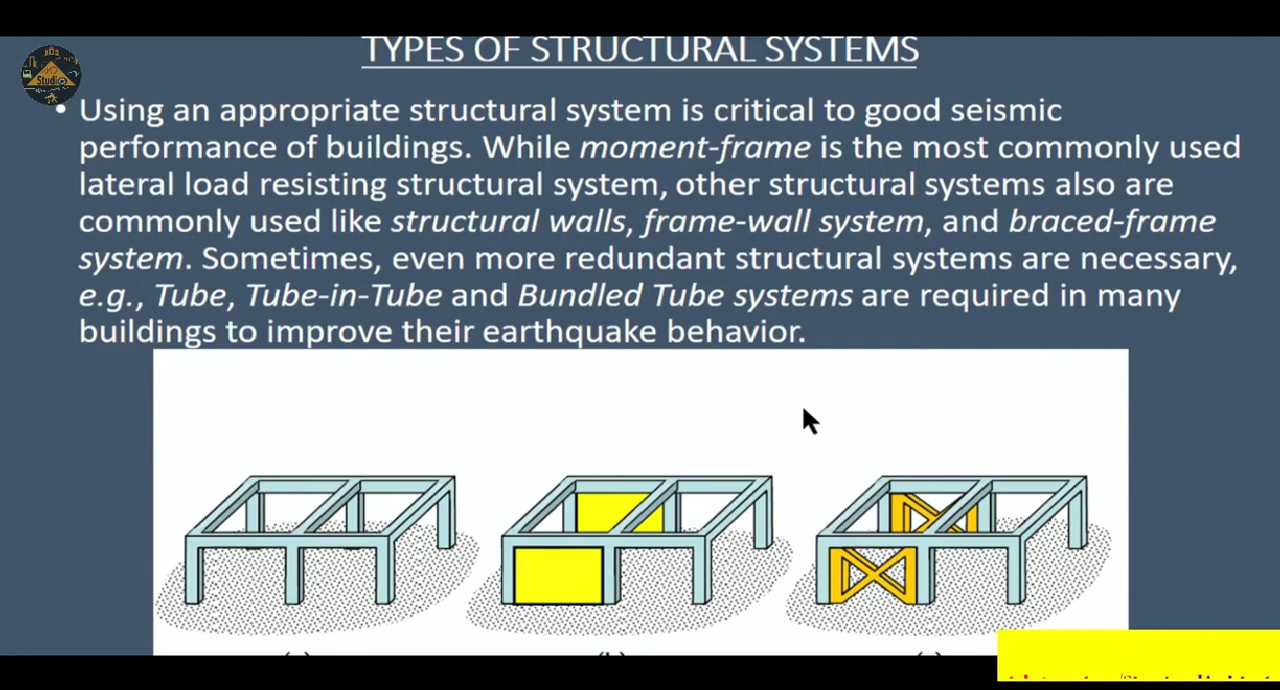 TYPES OF STRUCTURAL SYSTEMS
Studio
• Using an appropriate structural system is critical to good seismic
performance of buildings. While moment-frame is the most commonly used
lateral load resisting structural system, other structural systems also are
commonly used like structural walls, frame-wall system, and braced-frame
system. Sometimes, even more redundant structural systems are necessary,
e.g., Tube, Tube-in-Tube and Bundled Tube systems are required in many
buildings to improve their earthquake behavior.